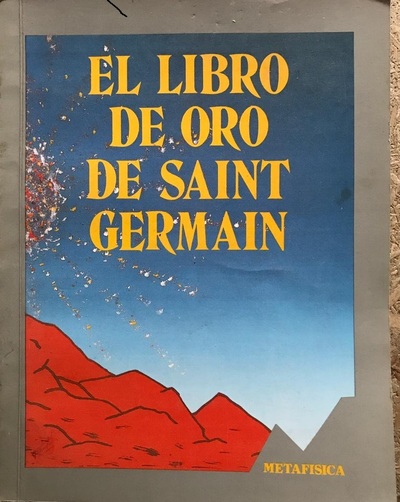 EL LIBRO
DE ORO
DE SAINT
GERMAIN
METAFISICA